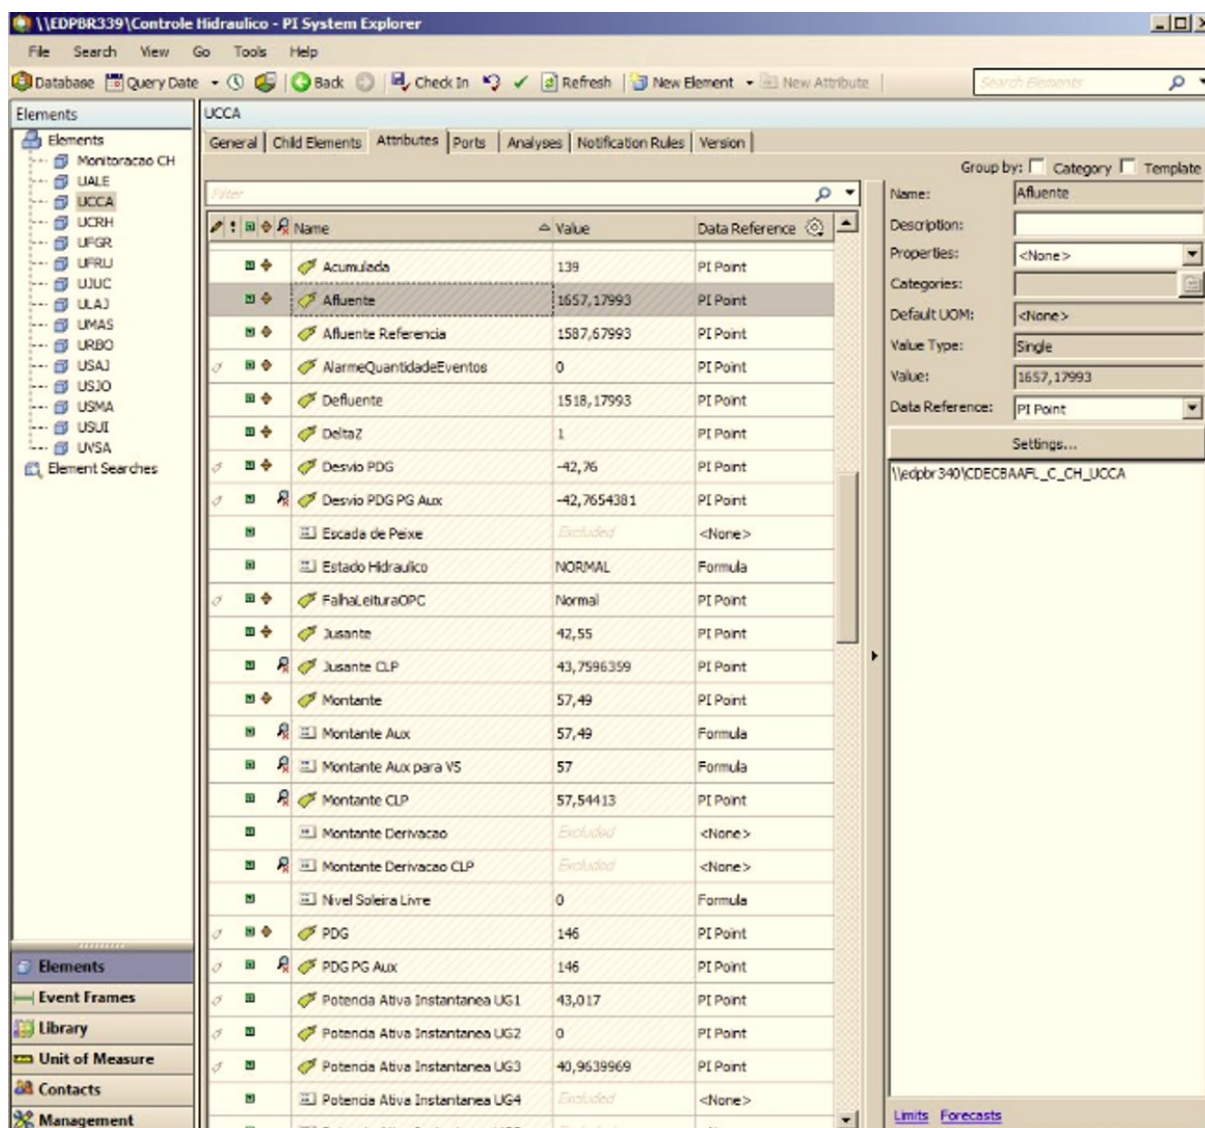 \\EDPBR339\Controle Hidraulico - PI System Explorer
File Search View Go Tools Help
Database Query Date Back Check In Refresh New Element New Attribute Search Elements
Elements
Elements
Monitoracao CH
UALE
UCCA
UCRH
UFGR
UFRU
UJUC
ULAJ
UMAS
URBO
USAJ
USJO
USMA
USUI
UVSA
Element Searches
Elements
Event Frames
Library
Unit of Measure
Contacts
Management
UCCA
General Child Elements Attributes Ports Analyses Notification Rules Version
Group by: Category Template
Filter
Name Value Data Reference
Acumulada 139 PI Point
Afluente 1657,17993 PI Point
Afluente Referencia 1587,67993 PI Point
AlarmeQuantidadeEventos 0 PI Point
Defluente 1518,17993 PI Point
DeltaZ 1 PI Point
Desvio PDG -42,76 PI Point
Desvio PDG PG Aux -42,7654381 PI Point
Escada de Peixe Excluded <None>
Estado Hidraulico NORMAL Formula
FalhaLeituraOPC Normal PI Point
Jusante 42,55 PI Point
Jusante CLP 43,7596359 PI Point
Montante 57,49 PI Point
Montante Aux 57,49 Formula
Montante Aux para VS 57 Formula
Montante CLP 57,54413 PI Point
Montante Derivacao Excluded <None>
Montante Derivacao CLP Excluded <None>
Nivel Soleira Livre 0 Formula
PDG 146 PI Point
PDG PG Aux 146 PI Point
Potencia Ativa Instantanea UG1 43,017 PI Point
Potencia Ativa Instantanea UG2 0 PI Point
Potencia Ativa Instantanea UG3 40,9639969 PI Point
Potencia Ativa Instantanea UG4 Excluded <None>
Name: Afluente
Description:
Properties: <None>
Categories:
Default UOM: <None>
Value Type: Single
Value: 1657,17993
Data Reference: PI Point
Settings...
\\edpbr340\CDECBAAFL_C_CH_UCCA
Limits Forecasts